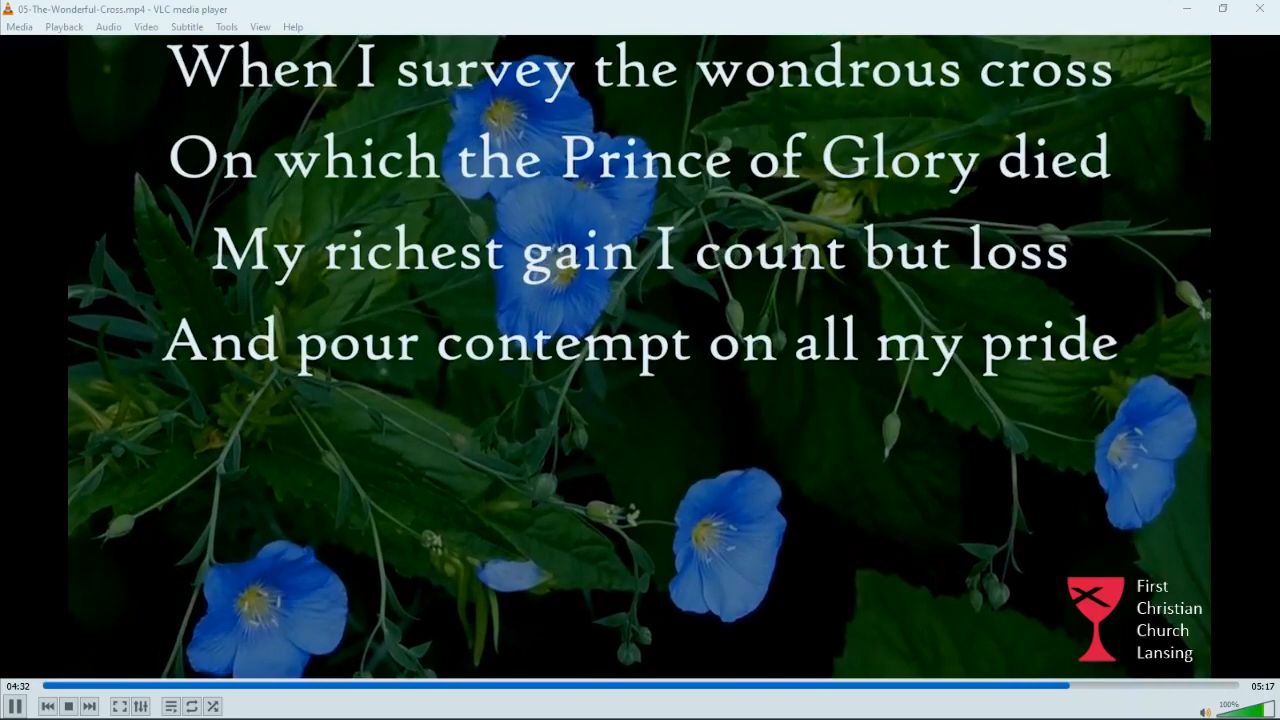 05-The-Wonderful-Cross.mp4 - VLC media player
Media Playback Audio Video Subtitle Tools View Help
When I survey the wondrous cross
On which the Prince of Glory died
My richest gain I count but loss
And pour contempt on all my pride
First
Christian
Church
Lansing
04:32
05:17
100%